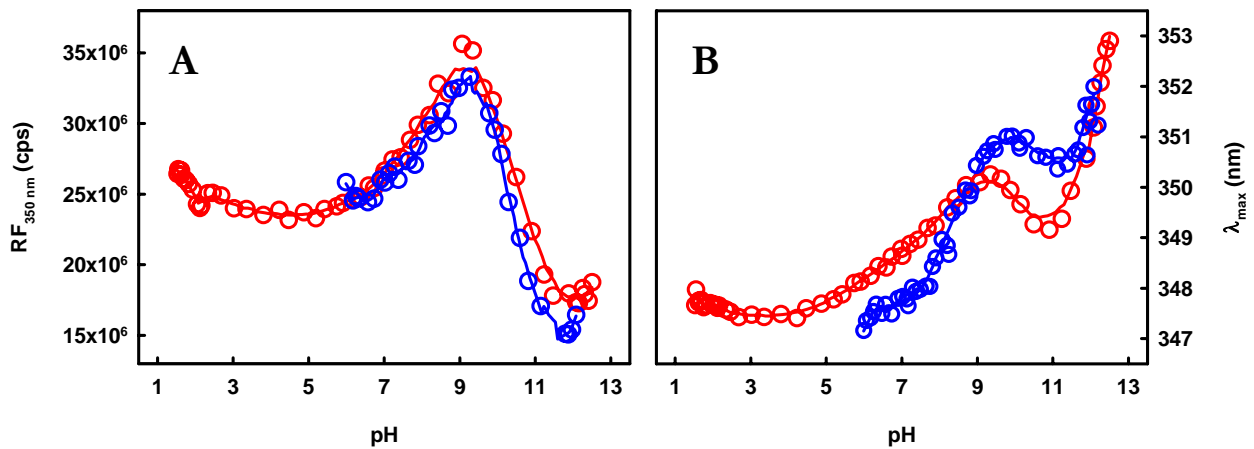 A
35x10⁶
30x10⁶
25x10⁶
20x10⁶
15x10⁶
RF350 nm (cps)
1 3 5 7 9 11 13
pH
B
353
352
351
350
349
348
347
λmax (nm)
1 3 5 7 9 11 13
pH